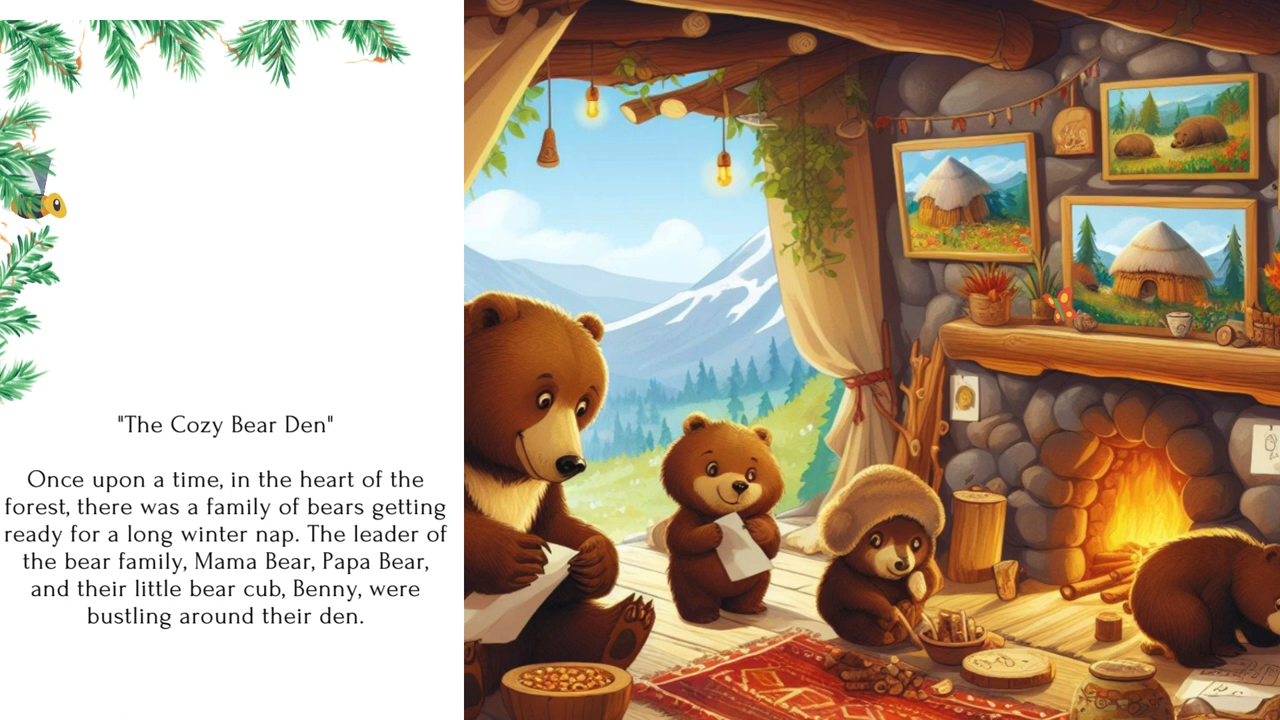 "The Cozy Bear Den"
Once upon a time, in the heart of the
forest, there was a family of bears getting
ready for a long winter nap. The leader of
the bear family, Mama Bear, Papa Bear,
and their little bear cub, Benny, were
bustling around their den.